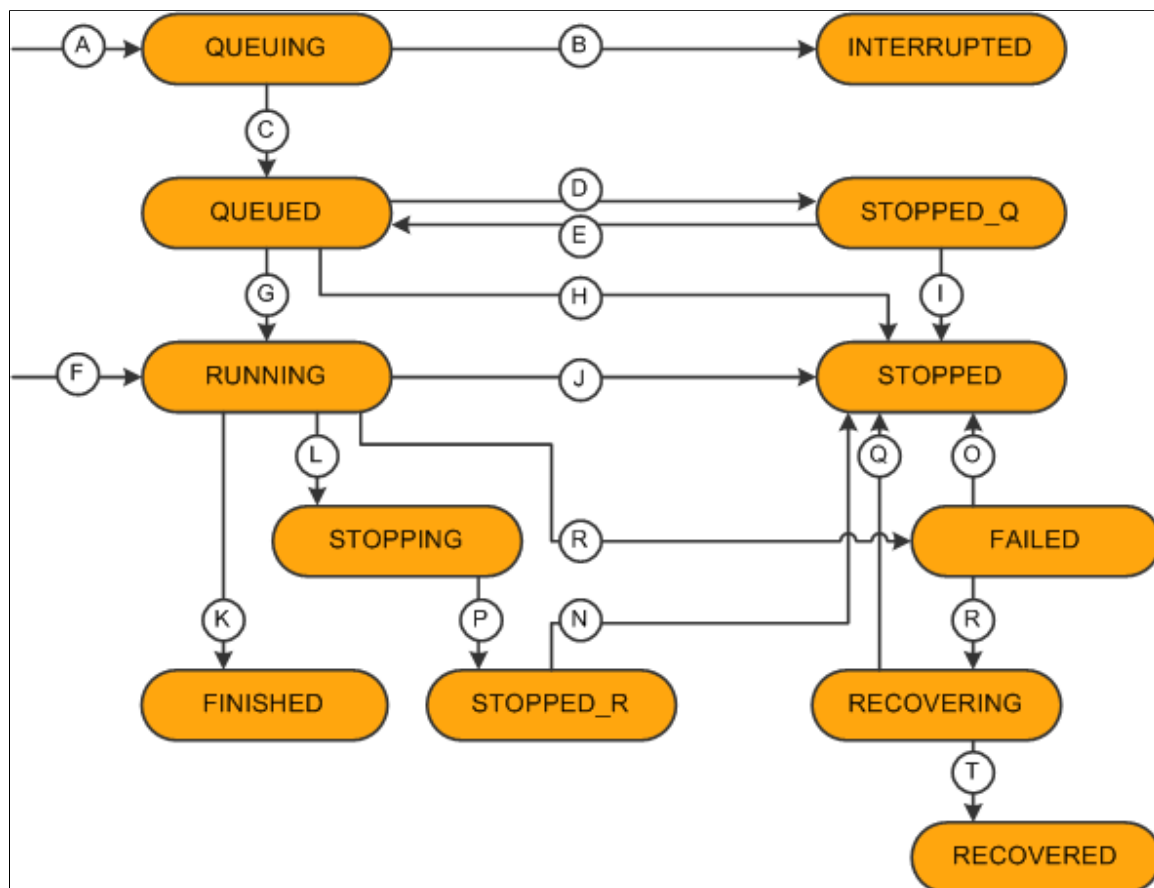 A
QUEUING
B
INTERRUPTED
C
QUEUED
D
STOPPED_Q
E
G
H
I
F
RUNNING
J
STOPPED
L
Q
O
STOPPING
R
FAILED
K
P
N
R
FINISHED
STOPPED_R
RECOVERING
T
RECOVERED